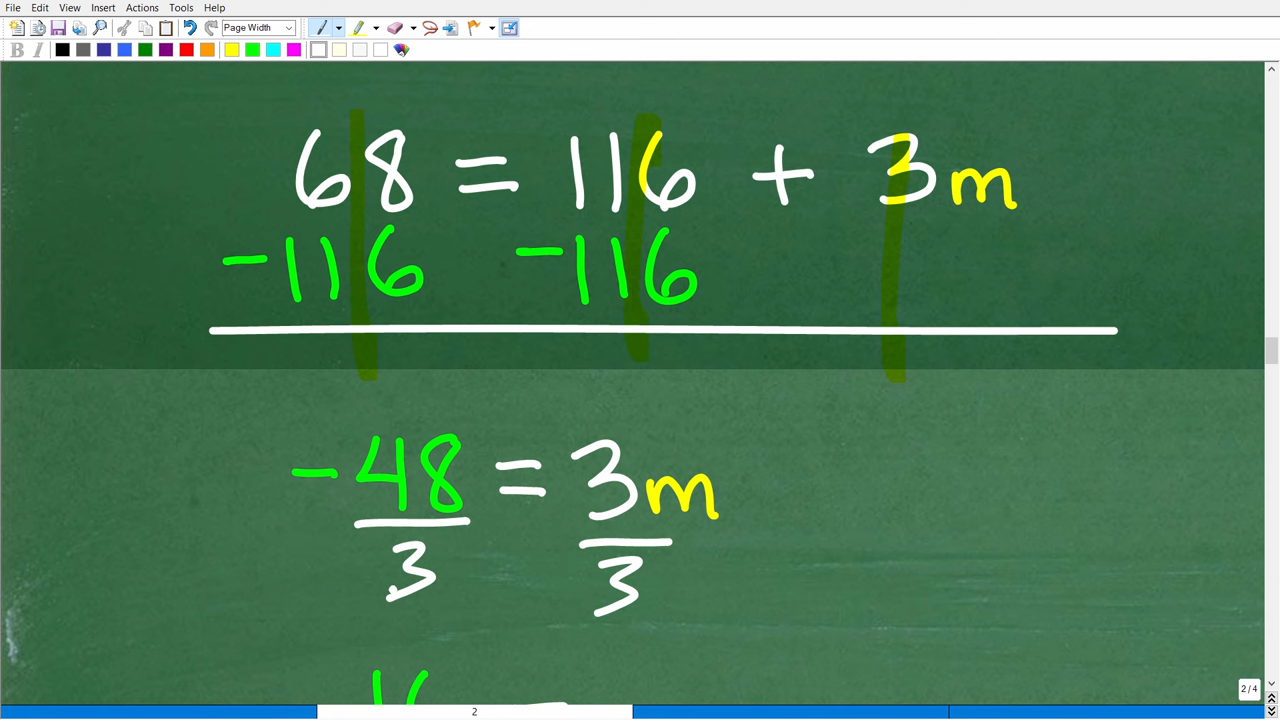 File Edit View Insert Actions Tools Help
Page Width
B I
68 = 116 + 3m
-116 -116
-48 = 3m
3 3
2/4
2